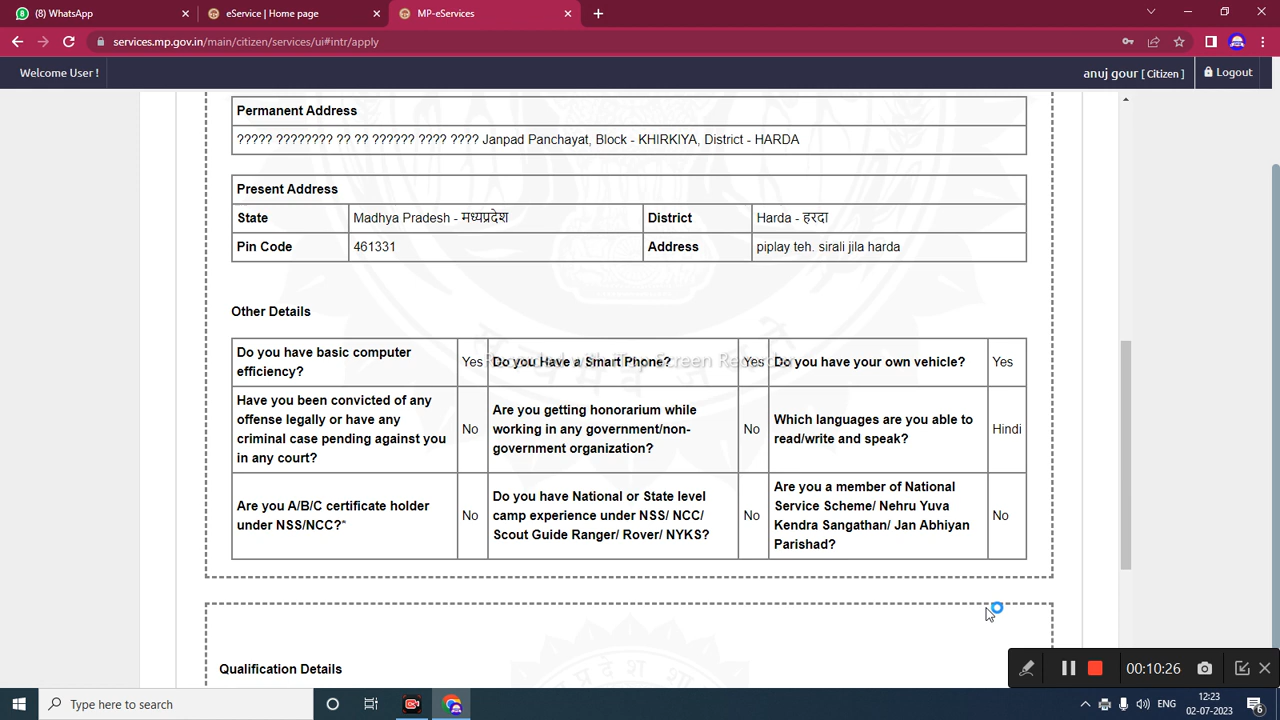 (8) WhatsApp
eService | Home page
MP-eServices
services.mp.gov.in/main/citizen/services/ui#intr/apply
Welcome User !
anuj gour [ Citizen ]
Logout
Permanent Address
????? ???????? ?? ?? ?????? ???? ???? Janpad Panchayat, Block - KHIRKIYA, District - HARDA
Present Address
State Madhya Pradesh - मध्यप्रदेश District Harda - हरदा
Pin Code 461331 Address piplay teh. sirali jila harda
Other Details
Do you have basic computer
efficiency?
Yes
Do you Have a Smart Phone?
Yes
Do you have your own vehicle?
Yes
Recorded with iTop Screen Recorder
Have you been convicted of any
offense legally or have any
criminal case pending against you
in any court?
No
Are you getting honorarium while
working in any government/non-
government organization?
No
Which languages are you able to
read/write and speak?
Hindi
Are you A/B/C certificate holder
under NSS/NCC?*
No
Do you have National or State level
camp experience under NSS/ NCC/
Scout Guide Ranger/ Rover/ NYKS?
No
Are you a member of National
Service Scheme/ Nehru Yuva
Kendra Sangathan/ Jan Abhiyan
Parishad?
No
Qualification Details
00:10:26
Type here to search
ENG
12:23
02-07-2023
6